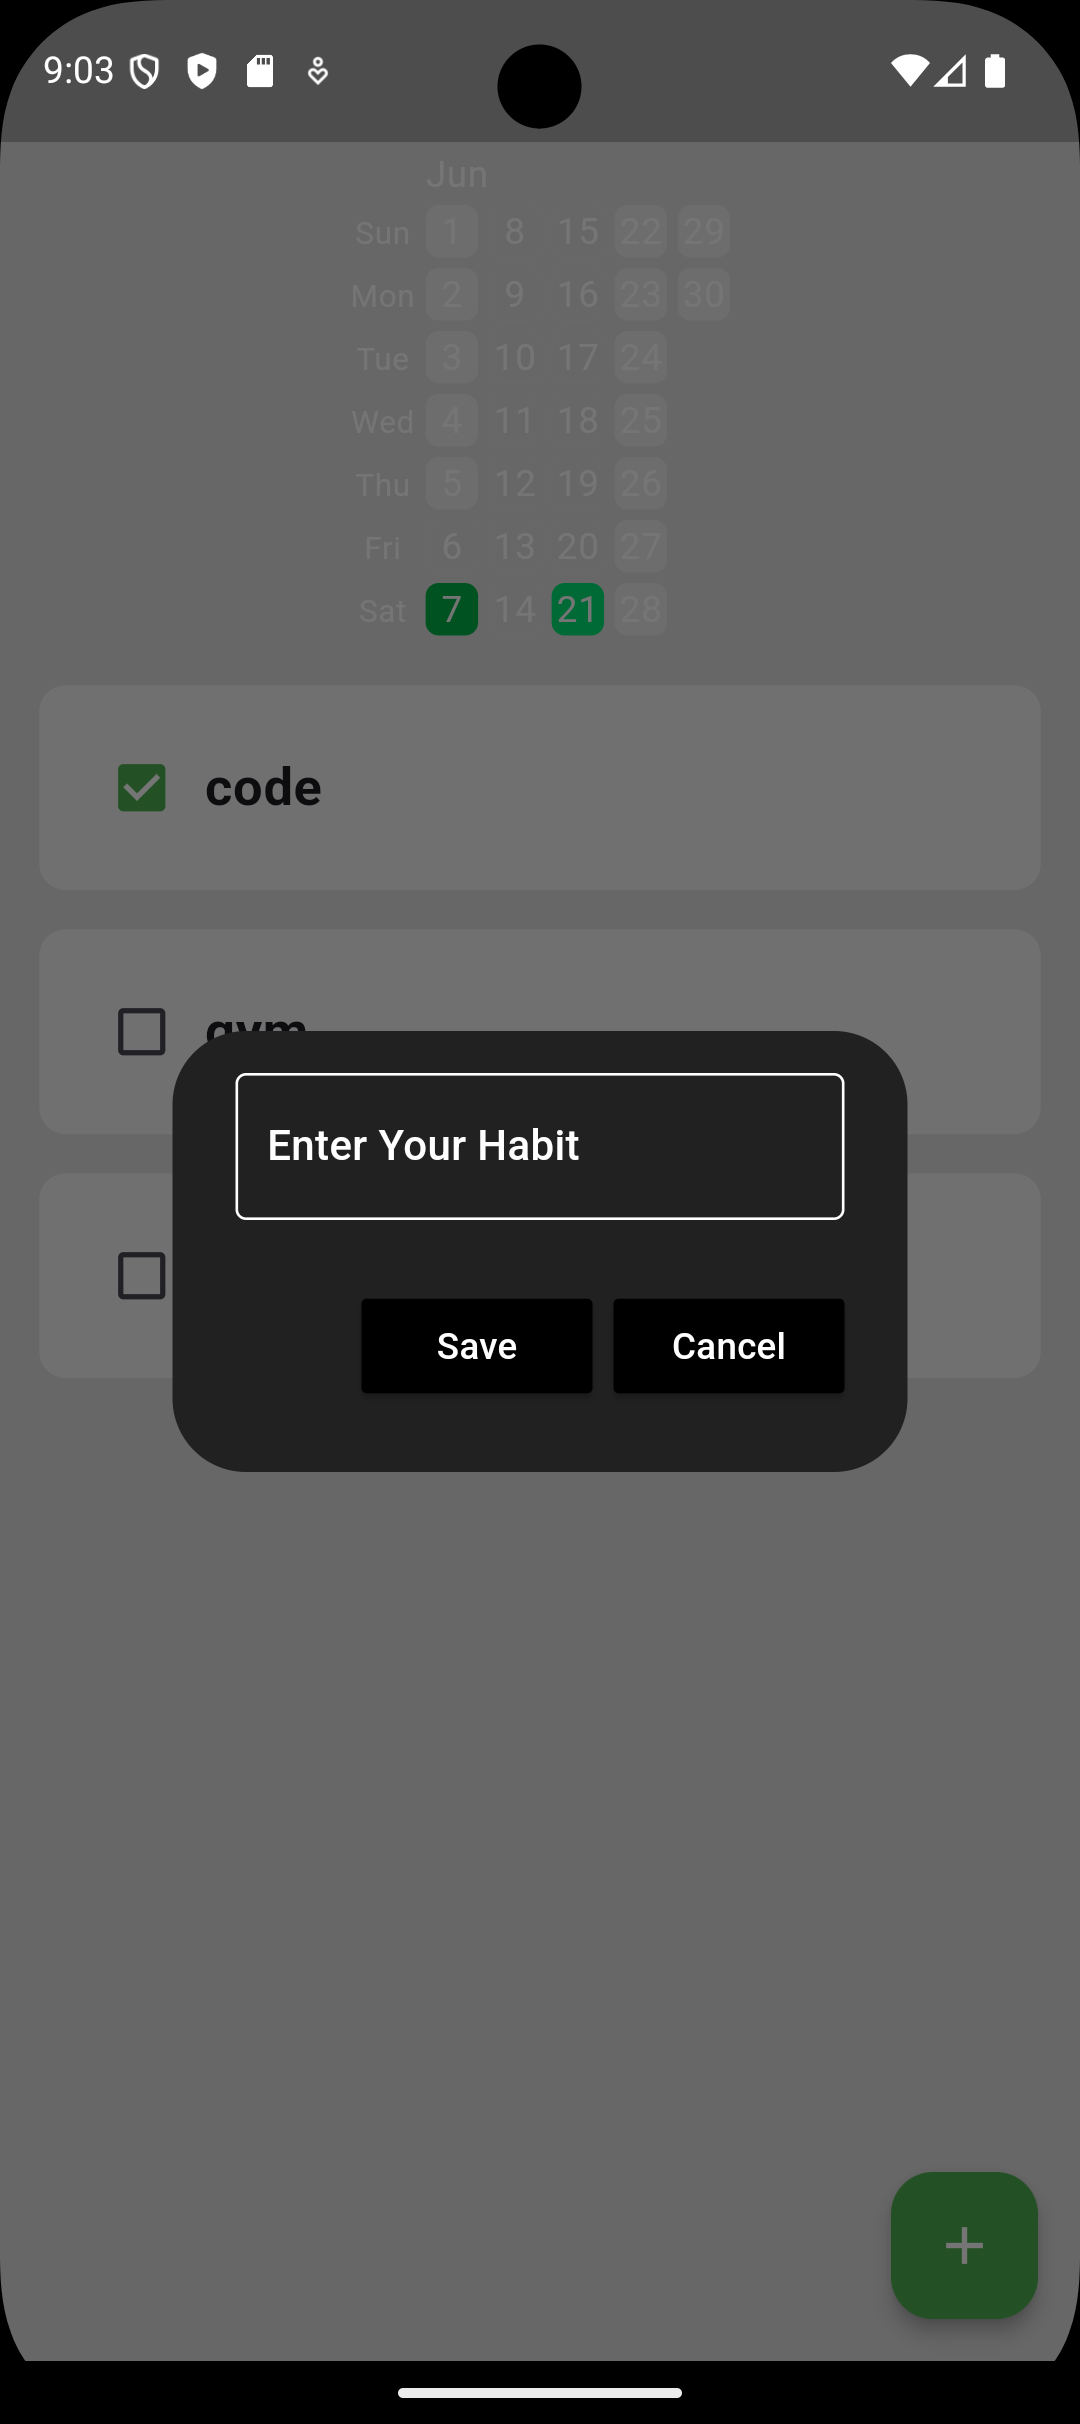 9:03
Jun
Sun 1 8 15 22 29
Mon 2 9 16 23 30
Tue 3 10 17 24
Wed 4 11 18 25
Thu 5 12 19 26
Fri 6 13 20 27
Sat 7 14 21 28
code
gym
Enter Your Habit
Save Cancel